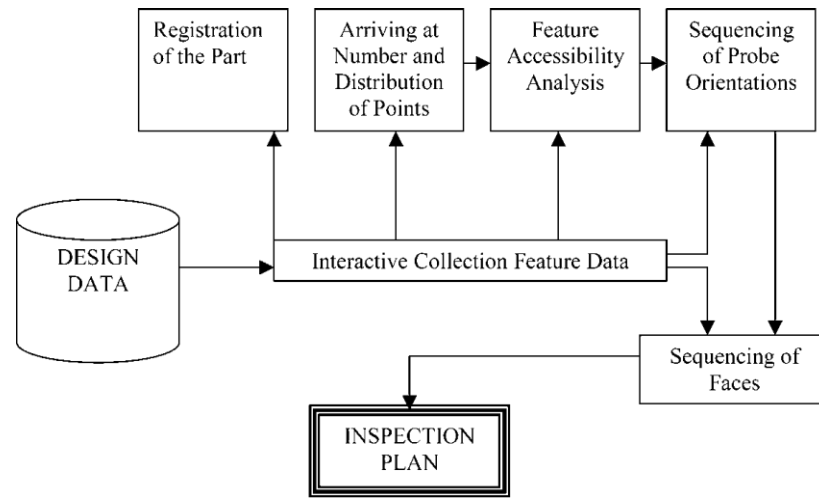 Registration
of the Part
Arriving at
Number and
Distribution
of Points
Feature
Accessibility
Analysis
Sequencing
of Probe
Orientations
DESIGN
DATA
Interactive Collection Feature Data
Sequencing of
Faces
INSPECTION
PLAN